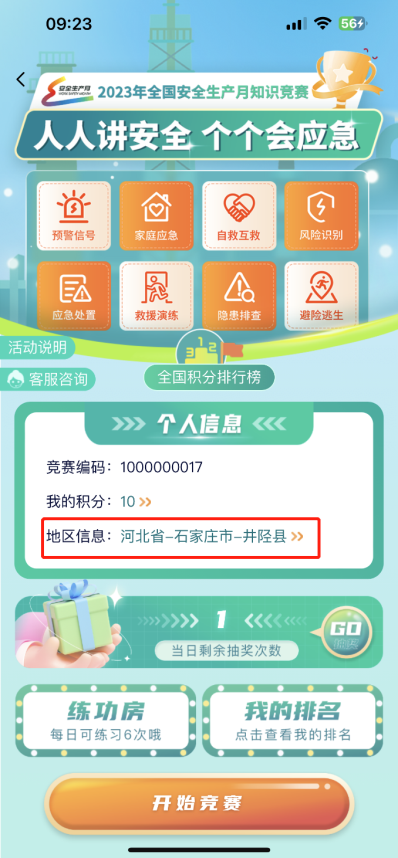 09:23
56
安全生产月
2023年全国安全生产月知识竞赛
人人讲安全 个个会应急
预警信号
家庭应急
自救互救
风险识别
应急处置
救援演练
隐患排查
避险逃生
活动说明
客服咨询
3 1 2
全国积分排行榜
>>> 个人信息 <<<
竞赛编码：1000000017
我的积分：10 >>
地区信息：河北省-石家庄市-井陉县 >>
1
当日剩余抽奖次数
GO
抽奖
练功房
每日可练习6次哦
我的排名
点击查看我的排名
开始竞赛